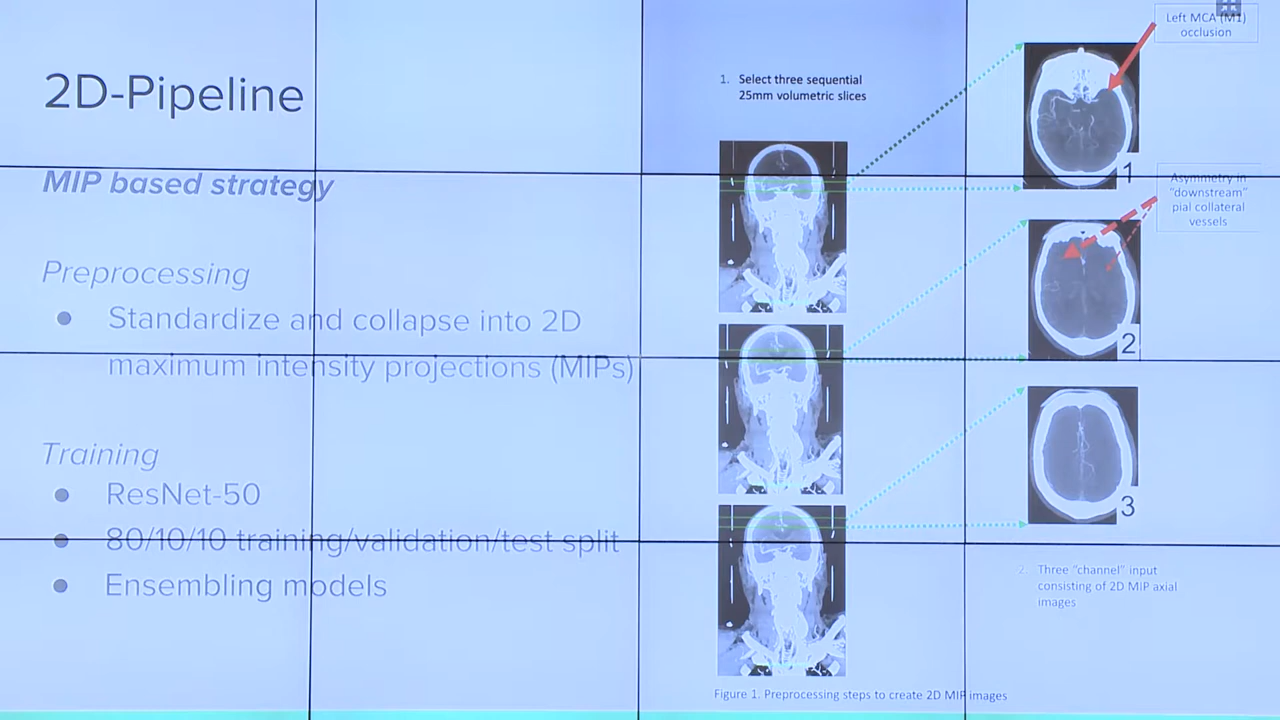 2D-Pipeline
MIP based strategy
Preprocessing
● Standardize and collapse into 2D
maximum intensity projections (MIPs)
Training
● ResNet-50
● 80/10/10 training/validation/test split
● Ensembling models
1. Select three sequential
25mm volumetric slices
Left MCA (M1)
occlusion
1
Asymmetry in
"downstream"
pial collateral
vessels
2
3
2. Three "channel" input
consisting of 2D MIP axial
images
Figure 1. Preprocessing steps to create 2D MIP images